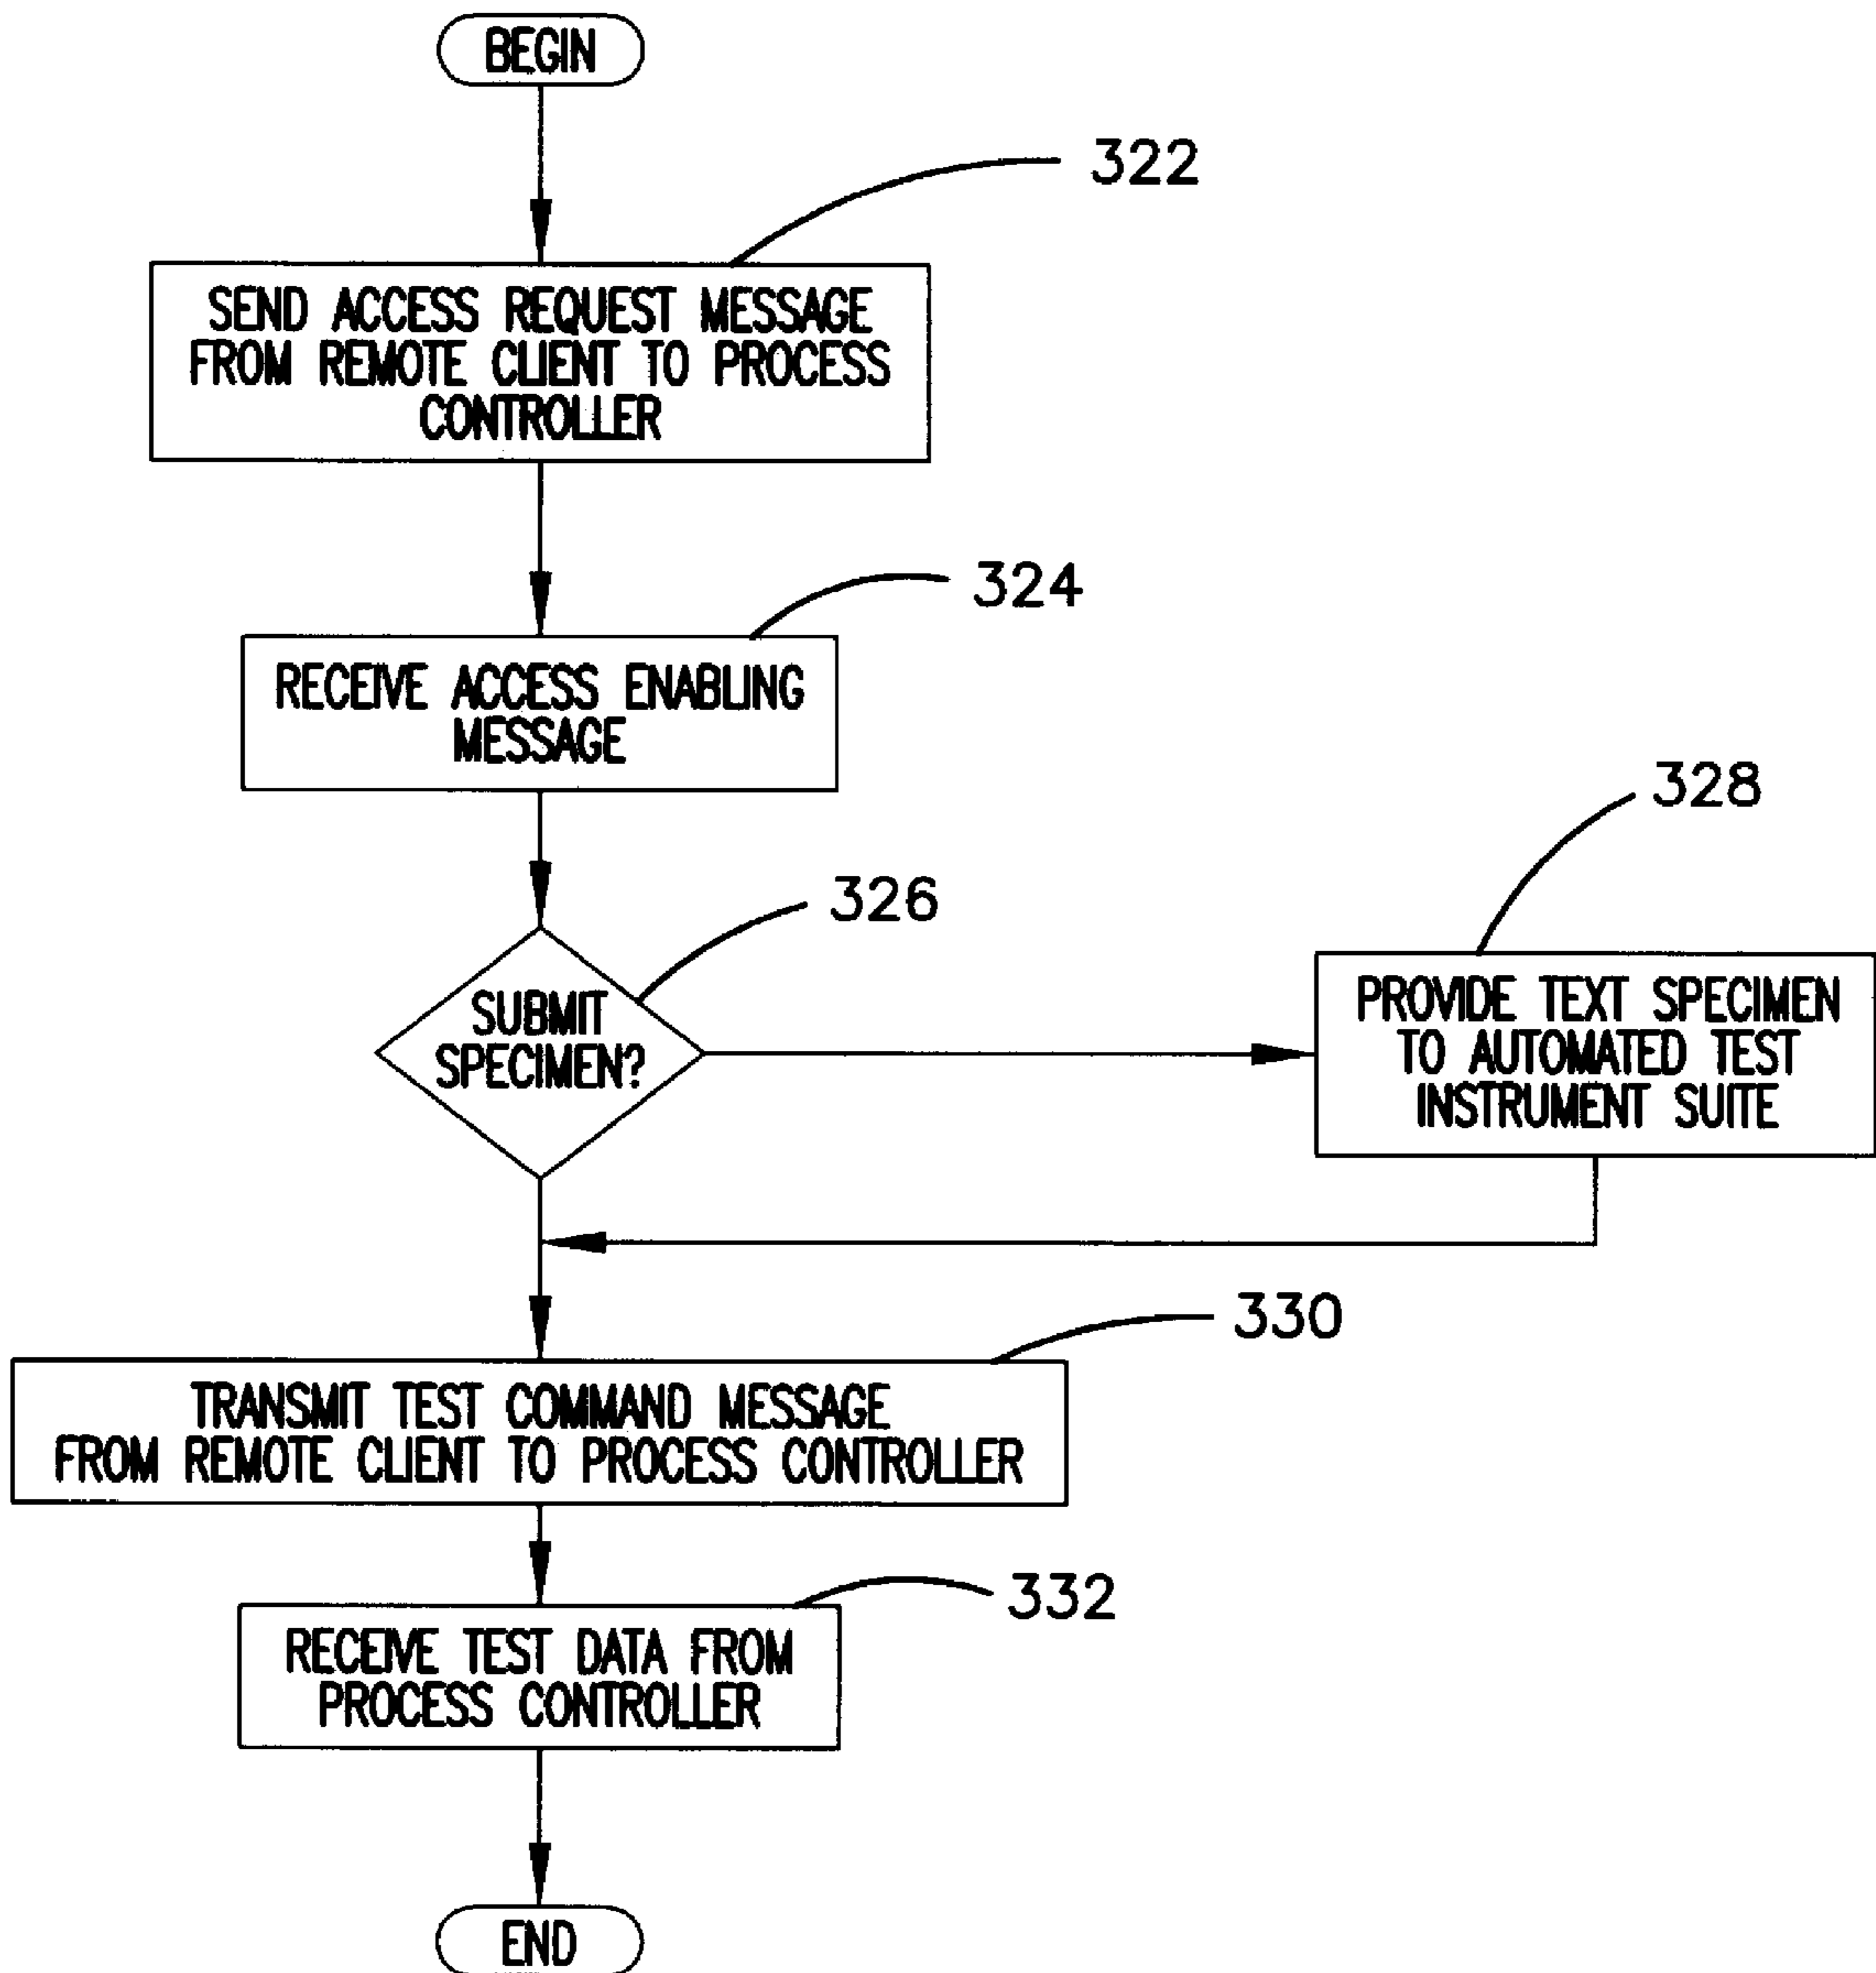 BEGIN
322
SEND ACCESS REQUEST MESSAGE
FROM REMOTE CLIENT TO PROCESS
CONTROLLER
324
RECEIVE ACCESS ENABLING
MESSAGE
326
SUBMIT
SPECIMEN?
328
PROVIDE TEXT SPECIMEN
TO AUTOMATED TEST
INSTRUMENT SUITE
330
TRANSMIT TEST COMMAND MESSAGE
FROM REMOTE CLIENT TO PROCESS CONTROLLER
332
RECEIVE TEST DATA FROM
PROCESS CONTROLLER
END